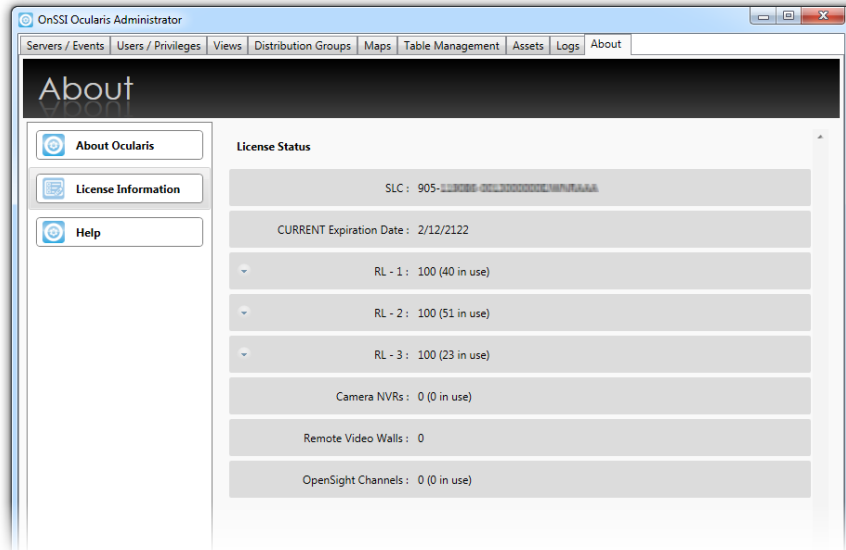 OnSSI Ocularis Administrator
Servers / Events Users / Privileges Views Distribution Groups Maps Table Management Assets Logs About
About
About Ocularis
License Information
Help
License Status
SLC : 905-
CURRENT Expiration Date : 2/12/2122
RL - 1 : 100 (40 in use)
RL - 2 : 100 (51 in use)
RL - 3 : 100 (23 in use)
Camera NVRs : 0 (0 in use)
Remote Video Walls : 0
OpenSight Channels : 0 (0 in use)